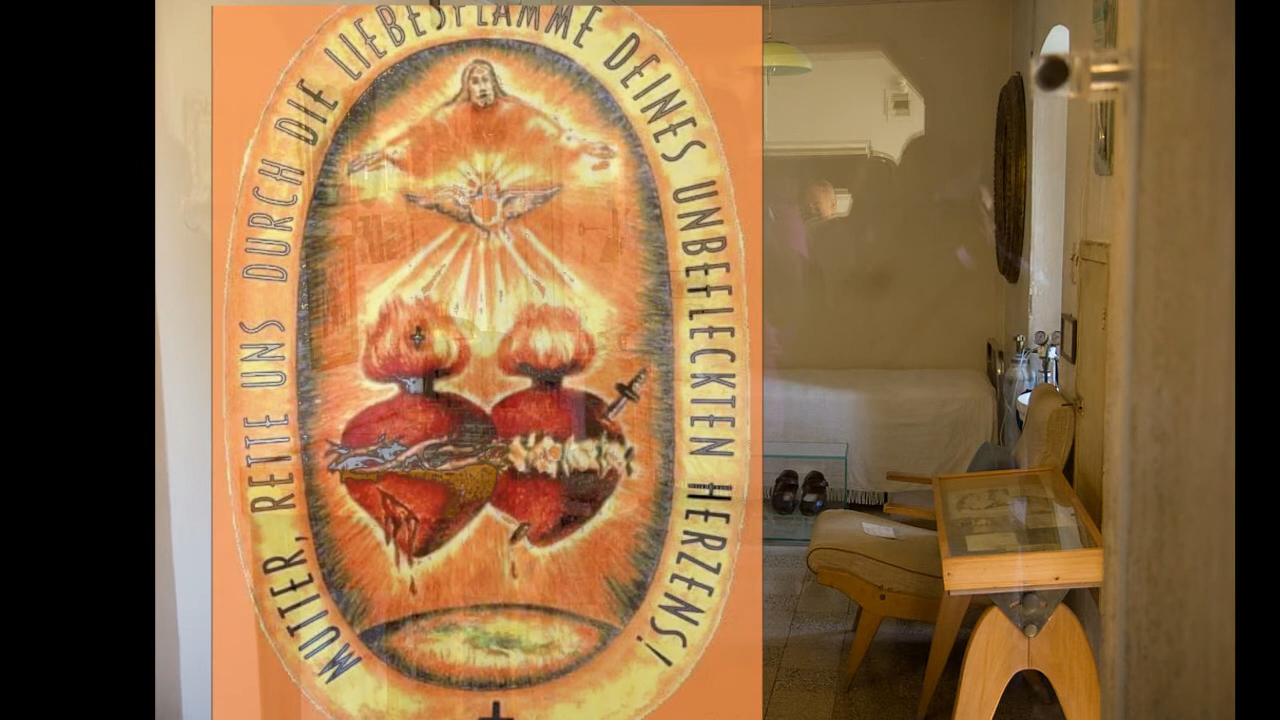 MUTTER, RETTE UNS DURCH DIE LIEBESFLAMME DEINES UNBEFLECKTEN HERZENS!